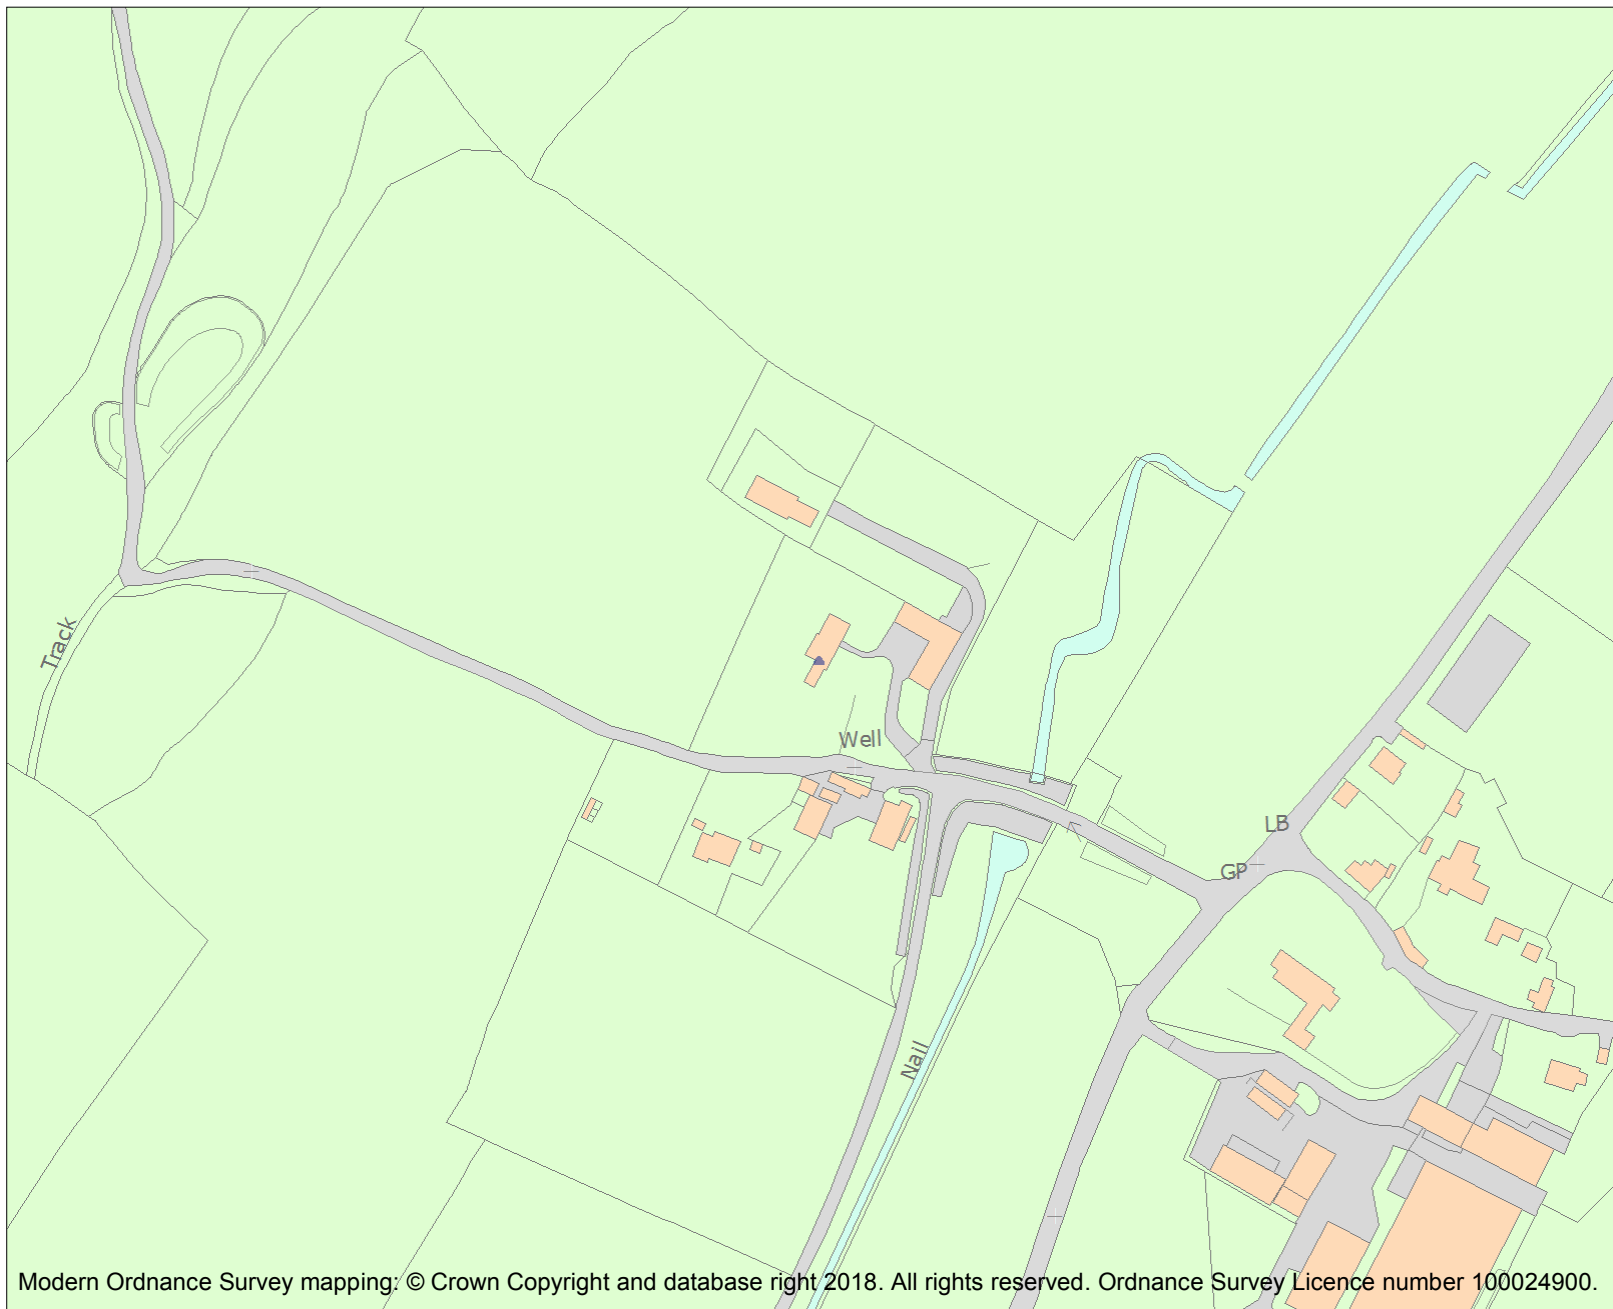 Track
Well
LB
GP
Nail
Modern Ordnance Survey mapping: © Crown Copyright and database right 2018. All rights reserved. Ordnance Survey Licence number 100024900.